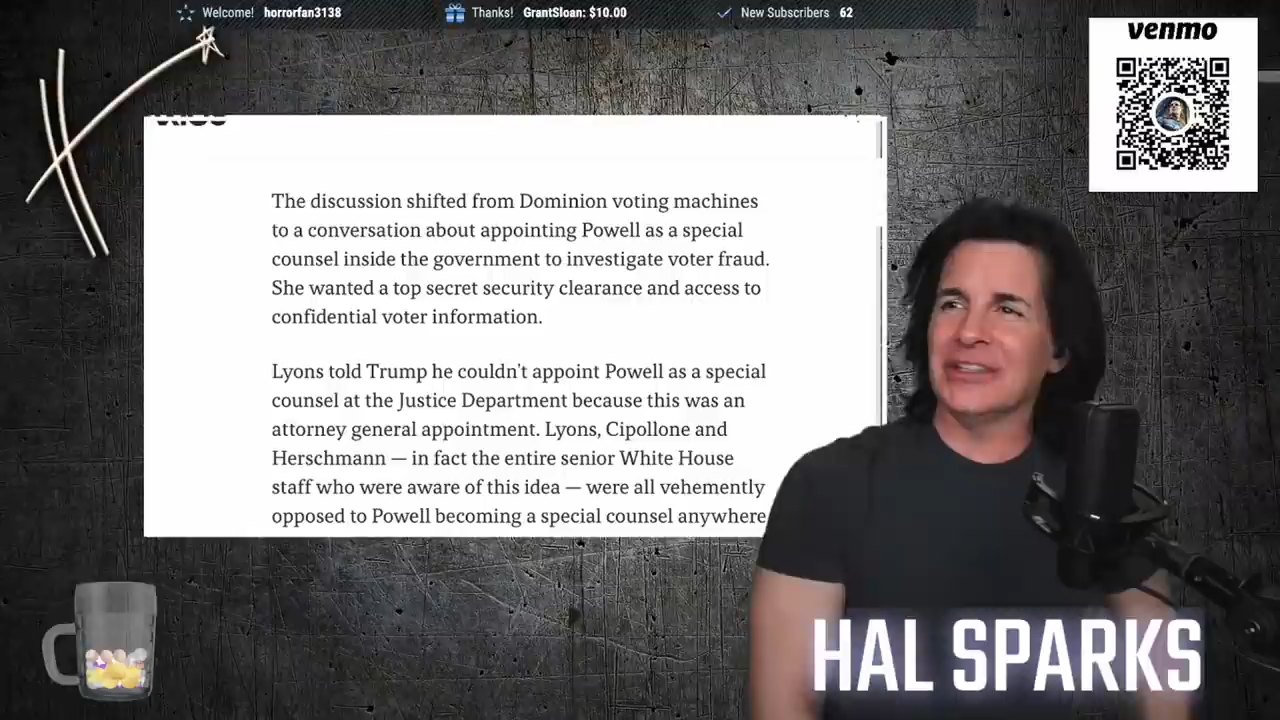 Welcome! horrorfan3138
Thanks! GrantSloan: $10.00
New Subscribers 62
venmo
The discussion shifted from Dominion voting machines
to a conversation about appointing Powell as a special
counsel inside the government to investigate voter fraud.
She wanted a top secret security clearance and access to
confidential voter information.
Lyons told Trump he couldn't appoint Powell as a special
counsel at the Justice Department because this was an
attorney general appointment. Lyons, Cipollone and
Herschmann — in fact the entire senior White House
staff who were aware of this idea — were all vehemently
opposed to Powell becoming a special counsel anywhere
HAL SPARKS